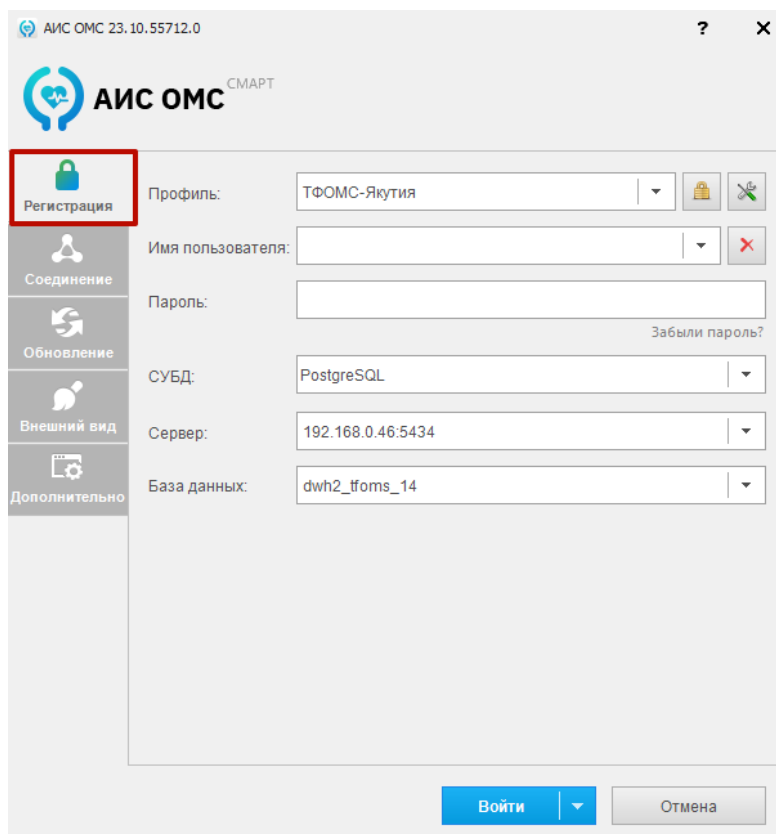 АИС ОМС 23.10.55712.0
АИС ОМС СМАРТ
Регистрация
Соединение
Обновление
Внешний вид
Дополнительно
Профиль: ТФОМС-Якутия
Имя пользователя:
Пароль:
Забыли пароль?
СУБД: PostgreSQL
Сервер: 192.168.0.46:5434
База данных: dwh2_tfoms_14
Войти Отмена